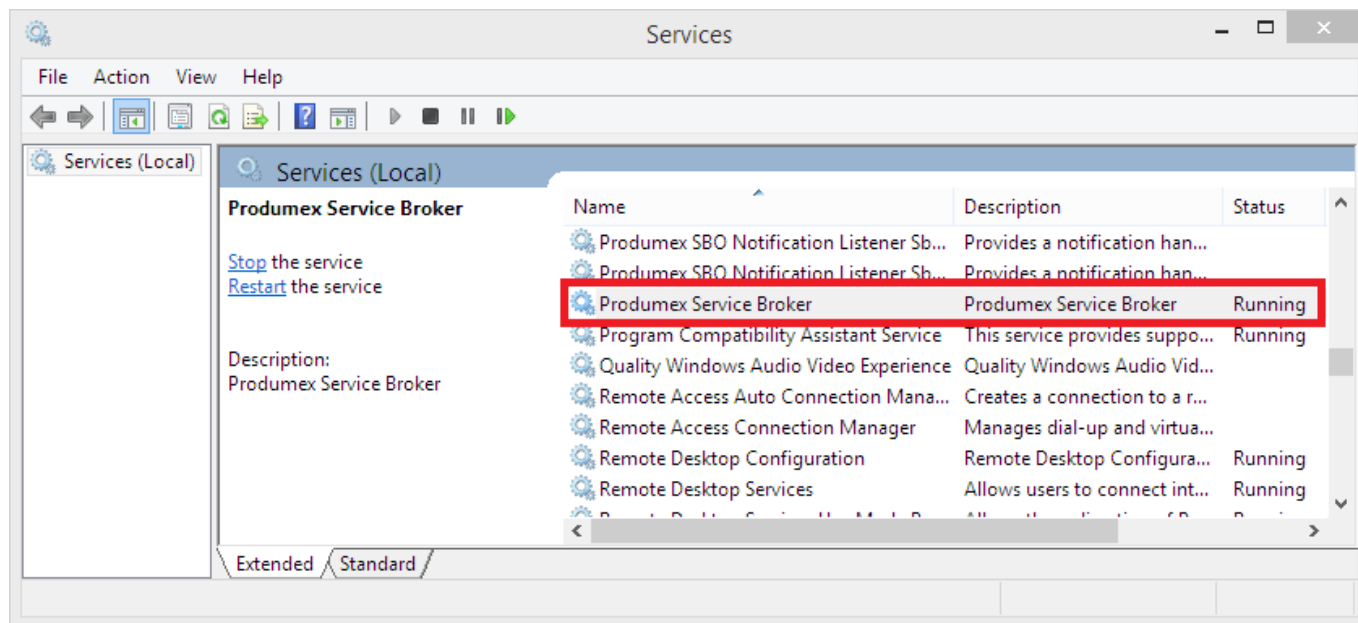 Services
File Action View Help
Services (Local)
Services (Local)
Produmex Service Broker
Stop the service
Restart the service
Description:
Produmex Service Broker
Name Description Status
Produmex SBO Notification Listener Sb... Provides a notification han...
Produmex SBO Notification Listener Sb... Provides a notification han...
Produmex Service Broker Produmex Service Broker Running
Program Compatibility Assistant Service This service provides suppo... Running
Quality Windows Audio Video Experience Quality Windows Audio Vid...
Remote Access Auto Connection Mana... Creates a connection to a r...
Remote Access Connection Manager Manages dial-up and virtua...
Remote Desktop Configuration Remote Desktop Configura... Running
Remote Desktop Services Allows users to connect int... Running
Extended Standard